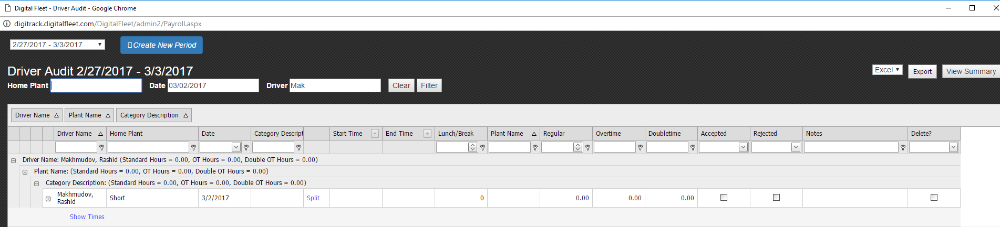 Digital Fleet - Driver Audit - Google Chrome
digitrack.digitalfleet.com/DigitalFleet/admin2/Payroll.aspx
2/27/2017 - 3/3/2017 Create New Period
Driver Audit 2/27/2017 - 3/3/2017
Excel Export View Summary
Home Plant Date 03/02/2017 Driver Mak Clear Filter
Driver Name Plant Name Category Description
Driver Name Home Plant Date Category Descript Start Time End Time Lunch/Break Plant Name Regular Overtime Doubletime Accepted Rejected Notes Delete?
Driver Name: Makhmudov, Rashid (Standard Hours = 0.00, OT Hours = 0.00, Double OT Hours = 0.00)
Plant Name: (Standard Hours = 0.00, OT Hours = 0.00, Double OT Hours = 0.00)
Category Description: (Standard Hours = 0.00, OT Hours = 0.00, Double OT Hours = 0.00)
Makhmudov, Rashid Short 3/2/2017 Split 0 0.00 0.00 0.00
Show Times